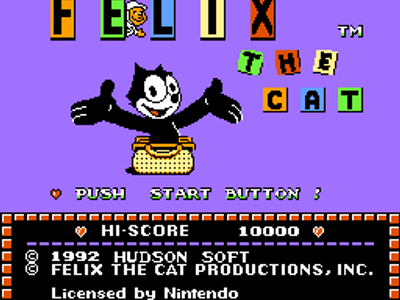 FELIX ™
THE
CAT
PUSH START BUTTON !
HI-SCORE 10000
© 1992 HUDSON SOFT
© FELIX THE CAT PRODUCTIONS, INC.
Licensed by Nintendo